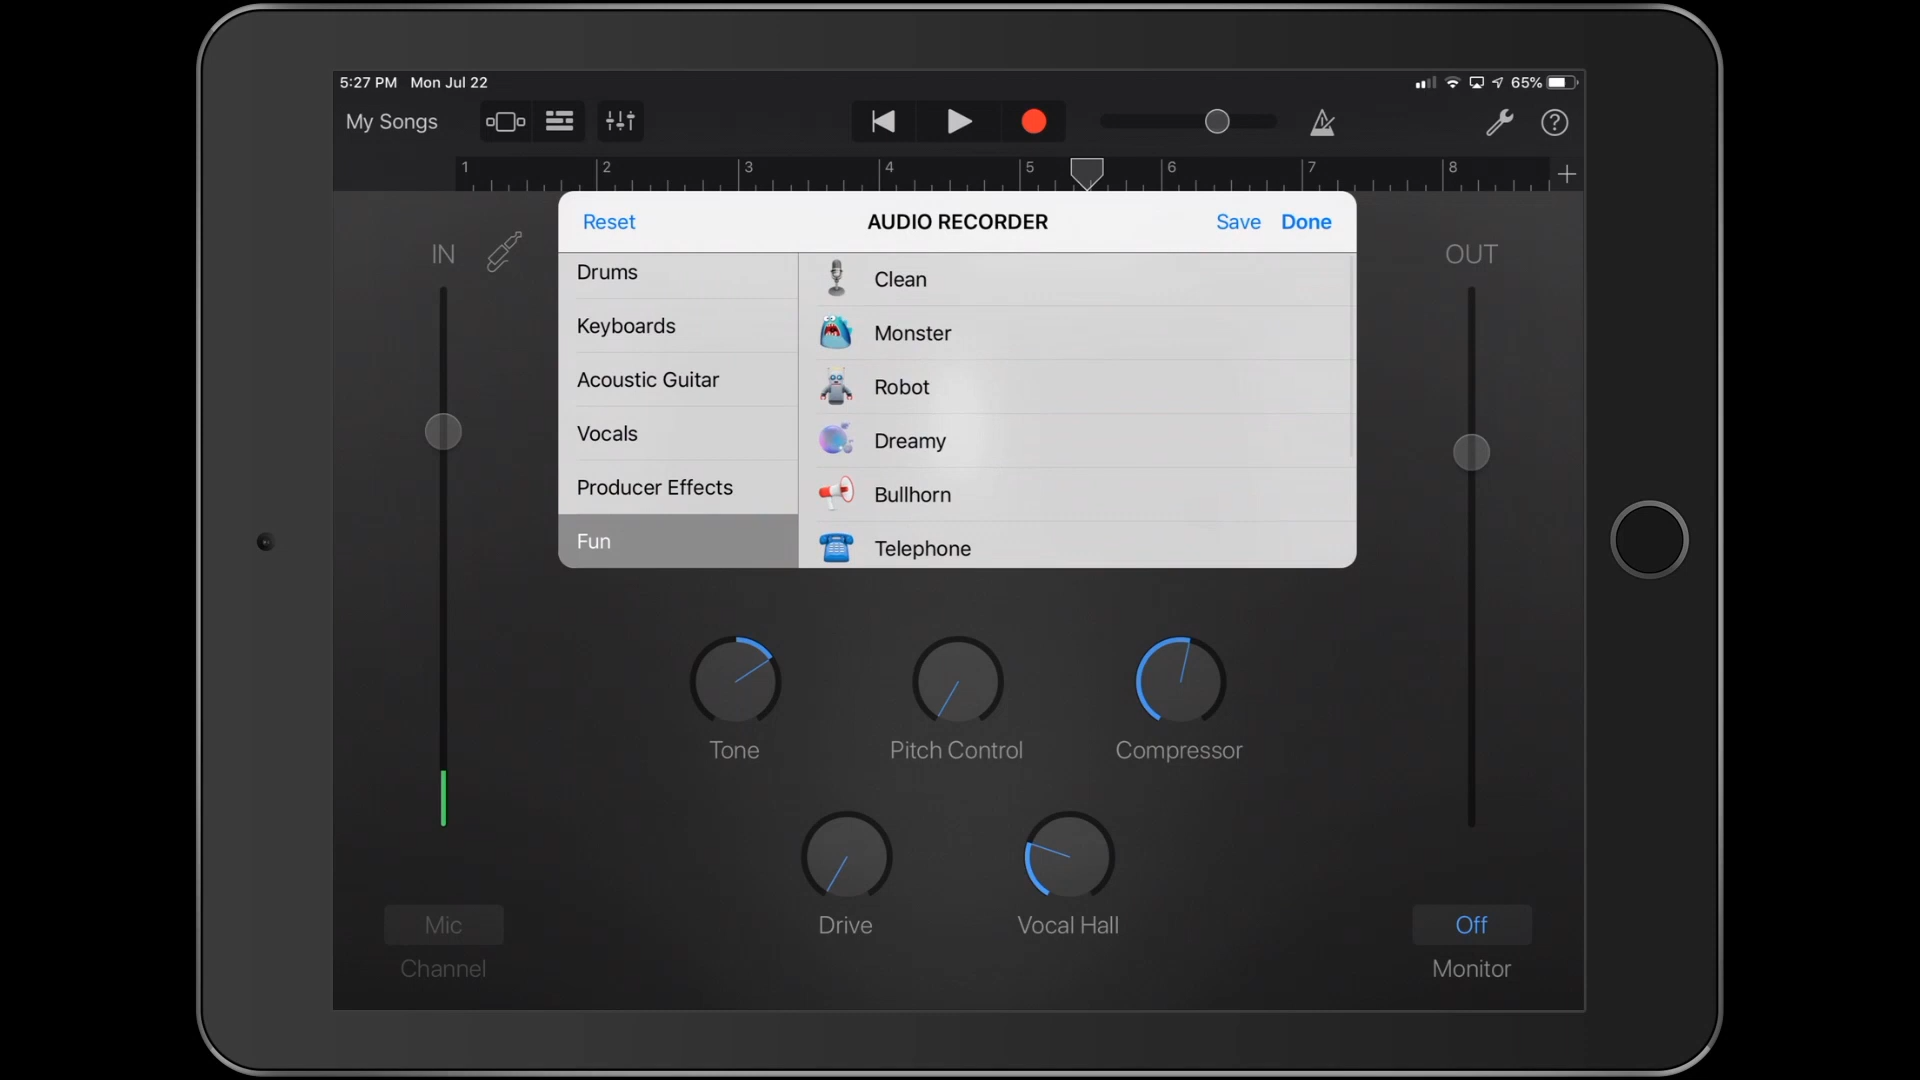 5:27 PM Mon Jul 22
65%
My Songs
1 2 3 4 5 6 7 8
Reset AUDIO RECORDER Save Done
IN
OUT
Drums
Keyboards
Acoustic Guitar
Vocals
Producer Effects
Fun
Clean
Monster
Robot
Dreamy
Bullhorn
Telephone
Tone
Pitch Control
Compressor
Drive
Vocal Hall
Mic
Channel
Off
Monitor